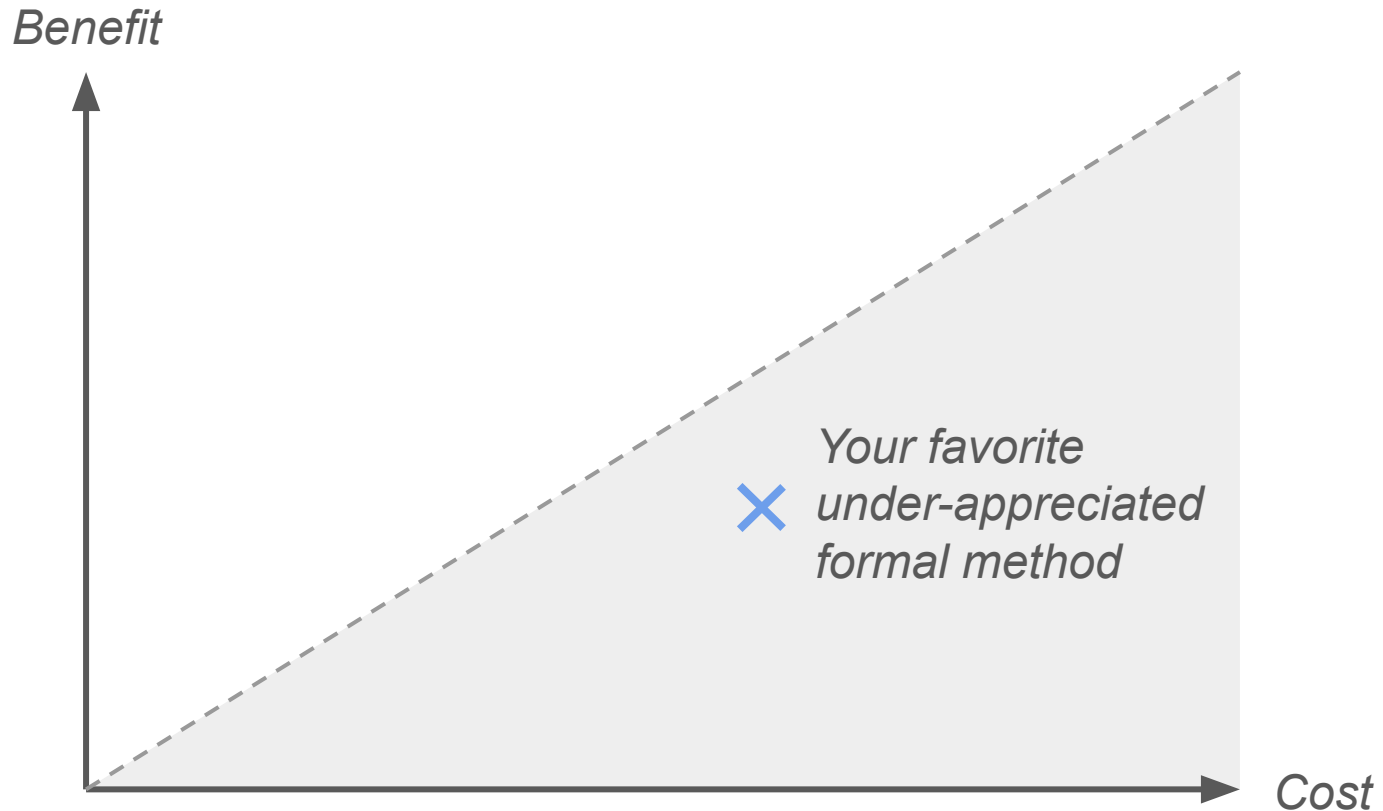 Benefit
Your favorite
under-appreciated
formal method
Cost